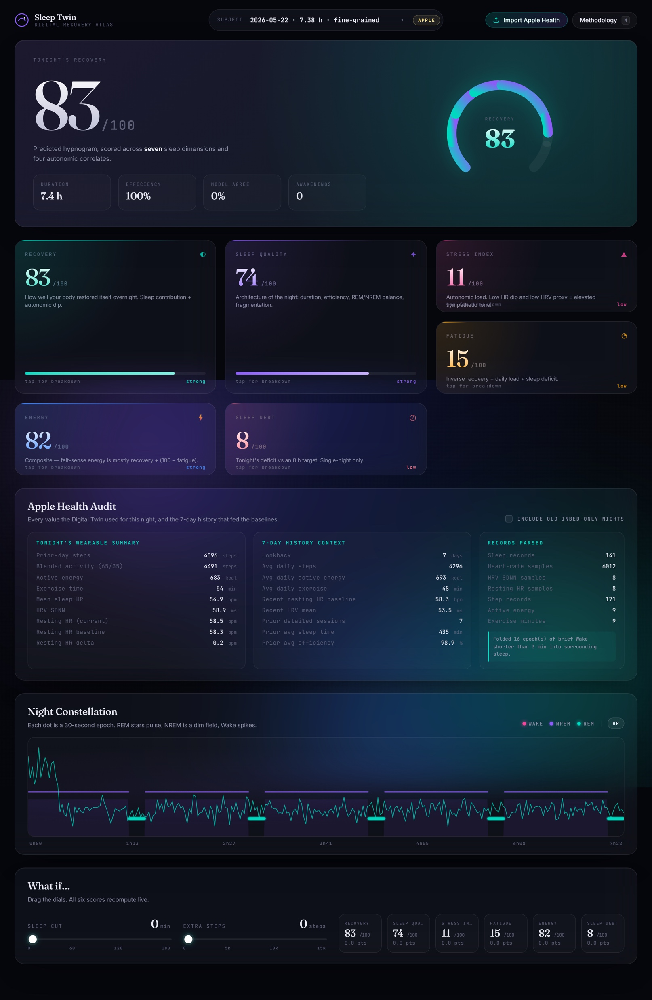 Sleep Twin
DIGITAL RECOVERY ATLAS
SUBJECT 2026-05-22 · 7.38 h · fine-grained APPLE
Import Apple Health
Methodology M
TONIGHT'S RECOVERY
83/100
Predicted hypnogram, scored across seven sleep dimensions and
four autonomic correlates.
DURATION
7.4 h
EFFICIENCY
100%
MODEL AGREE
0%
AWAKENINGS
0
RECOVERY
83
RECOVERY
83 /100
How well your body restored itself overnight. Sleep contribution +
autonomic dip.
tap for breakdown strong
SLEEP QUALITY
74 /100
Architecture of the night: duration, efficiency, REM/NREM balance,
fragmentation.
tap for breakdown strong
STRESS INDEX
11 /100
Autonomic load. Low HR dip and low HRV proxy = elevated
sympathetic tone.
tap for breakdown low
FATIGUE
15 /100
Inverse recovery + daily load + sleep deficit.
tap for breakdown low
ENERGY
82 /100
Composite — felt-sense energy is mostly recovery + (100 − fatigue).
tap for breakdown strong
SLEEP DEBT
8 /100
Tonight's deficit vs an 8 h target. Single-night only.
tap for breakdown low
Apple Health Audit
Every value the Digital Twin used for this night, and the 7-day history that fed the baselines.
INCLUDE OLD INBED-ONLY NIGHTS
TONIGHT'S WEARABLE SUMMARY
Prior-day steps 4596 steps
Blended activity (65/35) 4491 steps
Active energy 683 kcal
Exercise time 54 min
Mean sleep HR 54.9 bpm
HRV SDNN 58.9 ms
Resting HR (current) 58.5 bpm
Resting HR baseline 58.3 bpm
Resting HR delta 0.2 bpm
7-DAY HISTORY CONTEXT
Lookback 7 days
Avg daily steps 4296
Avg daily active energy 693 kcal
Avg daily exercise 48 min
Recent resting HR baseline 58.3 bpm
Recent HRV mean 53.5 ms
Prior detailed sessions 7
Prior avg sleep time 435 min
Prior avg efficiency 98.9 %
RECORDS PARSED
Sleep records 141
Heart-rate samples 6012
HRV SDNN samples 8
Resting HR samples 8
Step records 171
Active energy 9
Exercise minutes 9
Folded 16 epoch(s) of brief Wake
shorter than 3 min into surrounding
sleep.
Night Constellation
Each dot is a 30-second epoch. REM stars pulse, NREM is a dim field, Wake spikes.
WAKE NREM REM HR
0h00 1h13 2h27 3h41 4h55 6h08 7h22
What if...
Drag the dials. All six scores recompute live.
SLEEP CUT 0 min
0 60 120 180
EXTRA STEPS 0 steps
0 5k 10k 15k
RECOVERY
83 /100
0.0 pts
SLEEP QUA…
74 /100
0.0 pts
STRESS IN…
11 /100
0.0 pts
FATIGUE
15 /100
0.0 pts
ENERGY
82 /100
0.0 pts
SLEEP DEBT
8 /100
0.0 pts